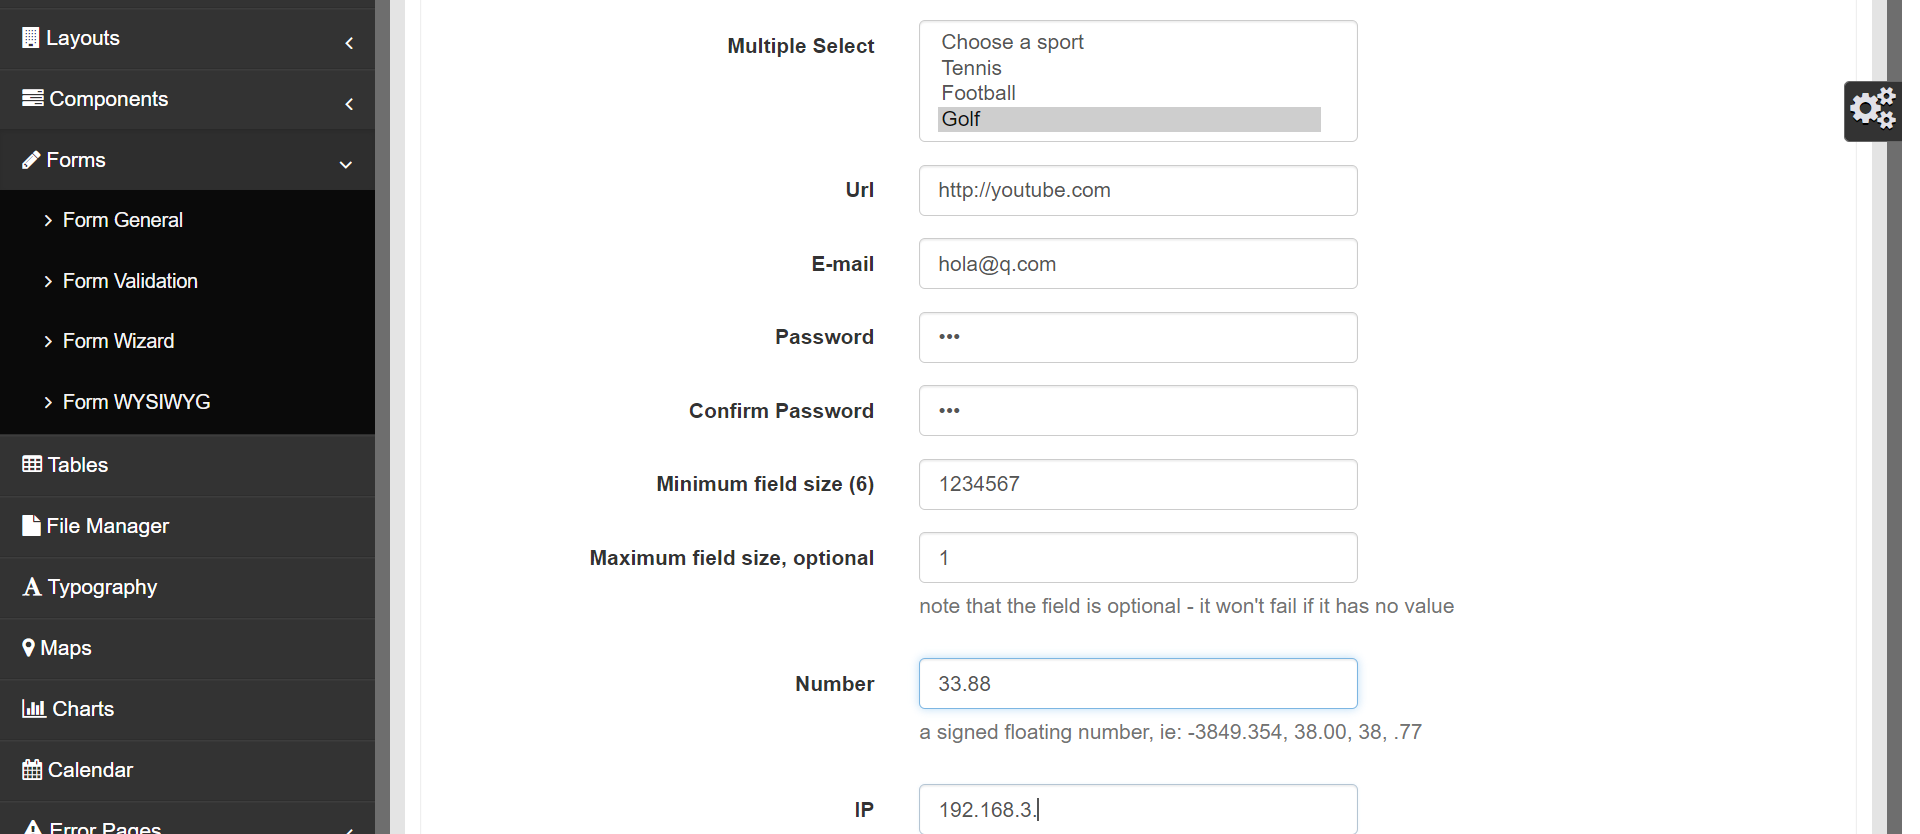 Layouts
Components
Forms
Form General
Form Validation
Form Wizard
Form WYSIWYG
Tables
File Manager
Typography
Maps
Charts
Calendar
Error Pages
Multiple Select
Choose a sport
Tennis
Football
Golf
Url
http://youtube.com
E-mail
hola@q.com
Password
•••
Confirm Password
•••
Minimum field size (6)
1234567
Maximum field size, optional
1
note that the field is optional - it won't fail if it has no value
Number
33.88
a signed floating number, ie: -3849.354, 38.00, 38, .77
IP
192.168.3.